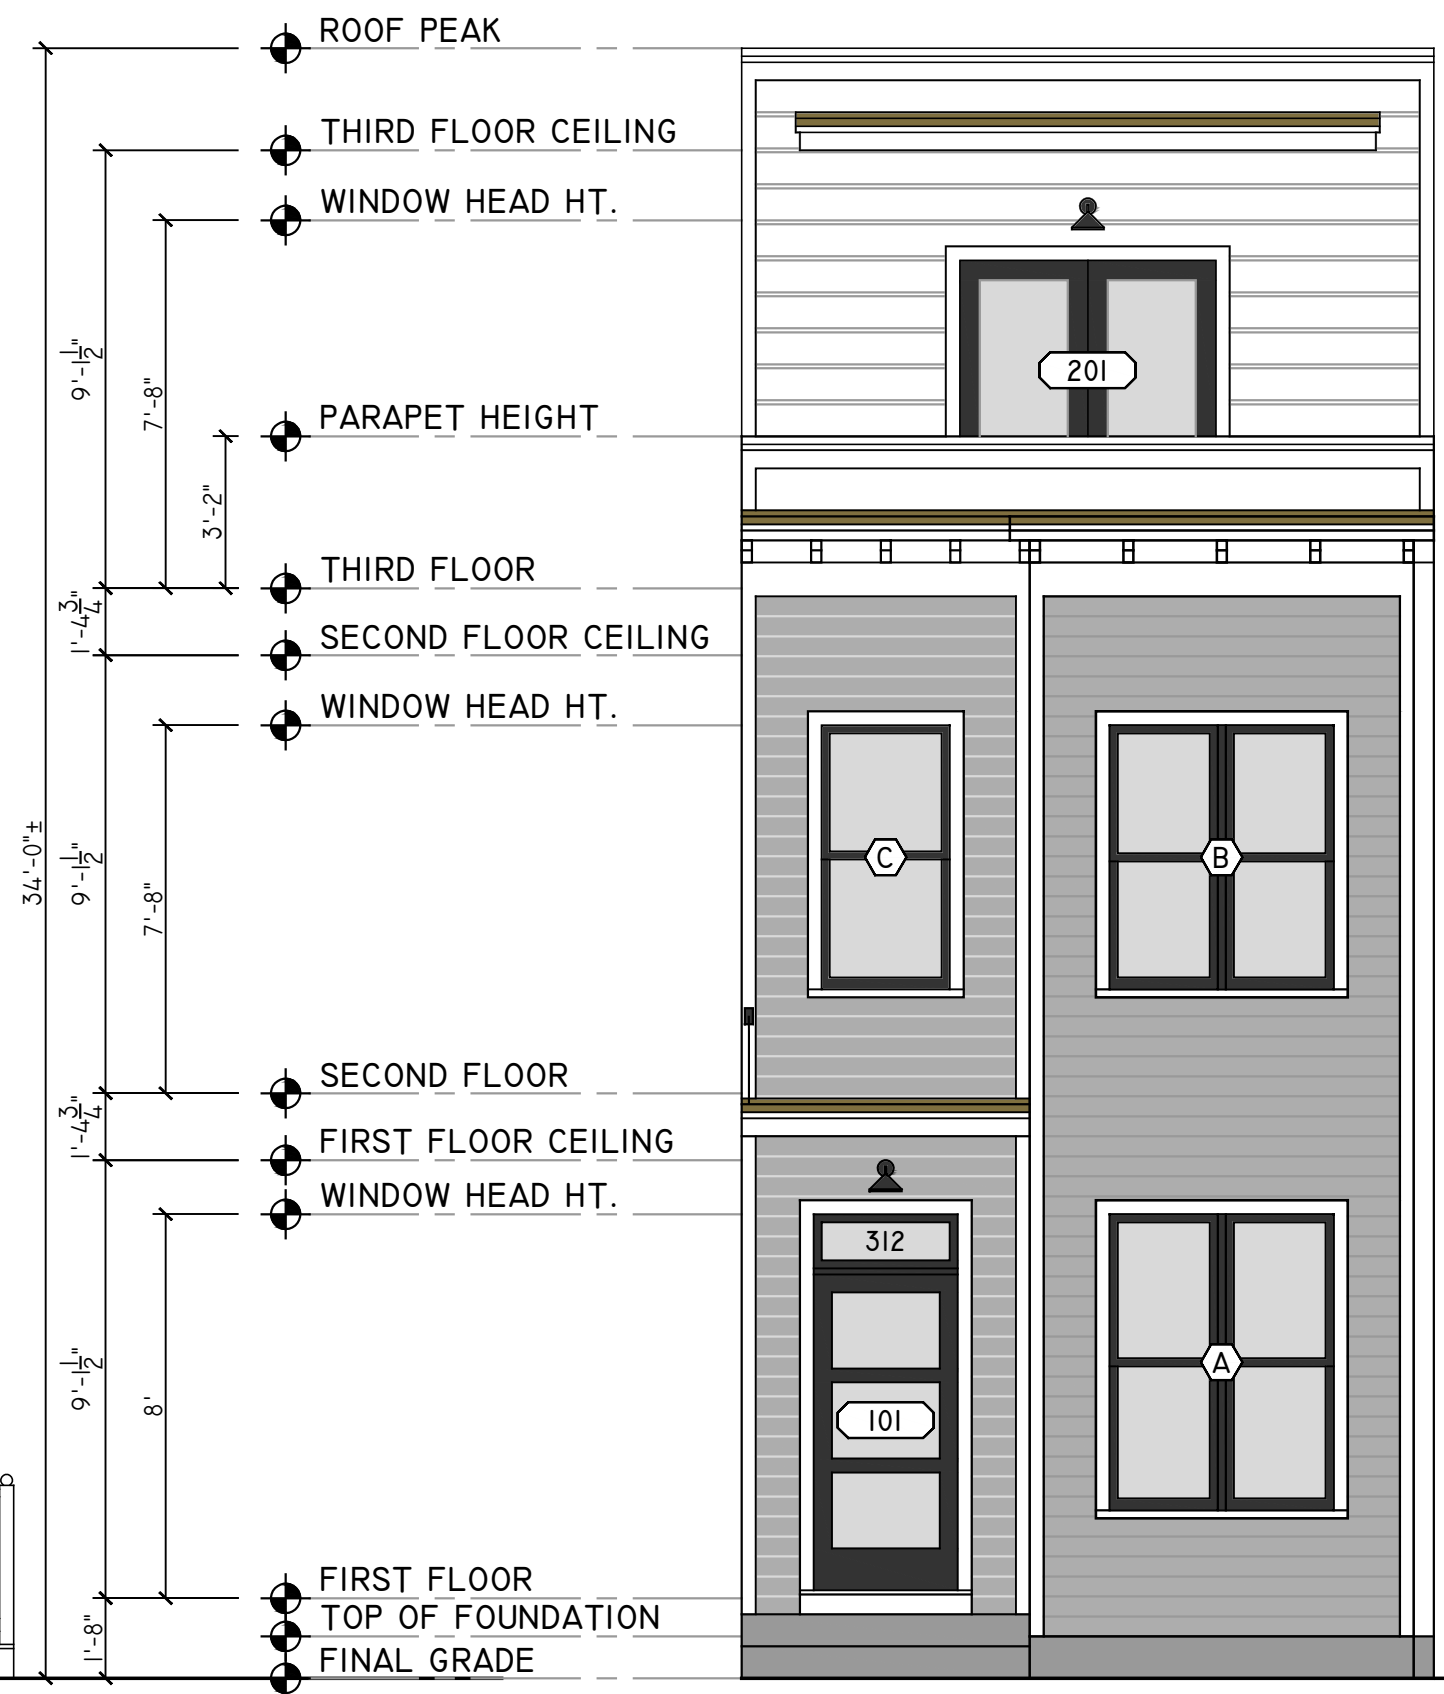 ROOF PEAK
THIRD FLOOR CEILING
WINDOW HEAD HT.
9'-1 1/2"
7'-8"
201
PARAPET HEIGHT
3'-2"
THIRD FLOOR
1'-4 3/4"
SECOND FLOOR CEILING
WINDOW HEAD HT.
34'-0"±
9'-1 1/2"
7'-8"
C
B
SECOND FLOOR
1'-4 3/4"
FIRST FLOOR CEILING
WINDOW HEAD HT.
312
9'-1 1/2"
8'
A
101
FIRST FLOOR
TOP OF FOUNDATION
1'-8"
FINAL GRADE